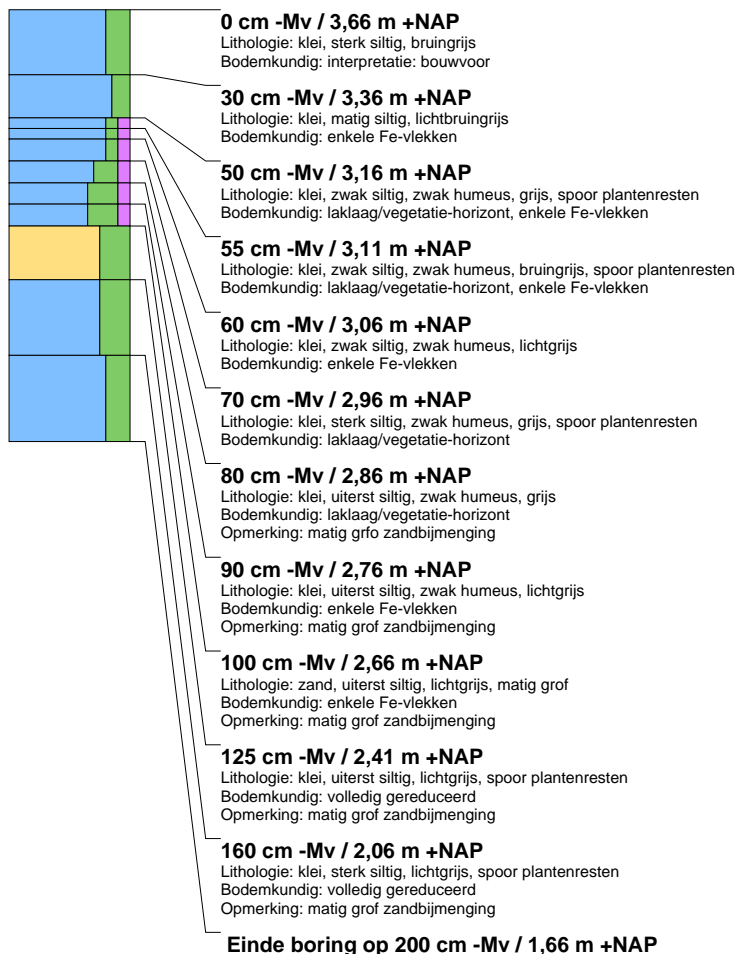 0 cm -Mv / 3,66 m +NAP
Lithologie: klei, sterk siltig, bruingrijs
Bodemkundig: interpretatie: bouwvoor
30 cm -Mv / 3,36 m +NAP
Lithologie: klei, matig siltig, lichtbruingrijs
Bodemkundig: enkele Fe-vlekken
50 cm -Mv / 3,16 m +NAP
Lithologie: klei, zwak siltig, zwak humeus, grijs, spoor plantenresten
Bodemkundig: laklaag/vegetatie-horizont, enkele Fe-vlekken
55 cm -Mv / 3,11 m +NAP
Lithologie: klei, zwak siltig, zwak humeus, bruingrijs, spoor plantenresten
Bodemkundig: laklaag/vegetatie-horizont, enkele Fe-vlekken
60 cm -Mv / 3,06 m +NAP
Lithologie: klei, zwak siltig, zwak humeus, lichtgrijs
Bodemkundig: enkele Fe-vlekken
70 cm -Mv / 2,96 m +NAP
Lithologie: klei, sterk siltig, zwak humeus, grijs, spoor plantenresten
Bodemkundig: laklaag/vegetatie-horizont
80 cm -Mv / 2,86 m +NAP
Lithologie: klei, uiterst siltig, zwak humeus, grijs
Bodemkundig: laklaag/vegetatie-horizont
Opmerking: matig grfo zandbijmenging
90 cm -Mv / 2,76 m +NAP
Lithologie: klei, uiterst siltig, zwak humeus, lichtgrijs
Bodemkundig: enkele Fe-vlekken
Opmerking: matig grof zandbijmenging
100 cm -Mv / 2,66 m +NAP
Lithologie: zand, uiterst siltig, lichtgrijs, matig grof
Bodemkundig: enkele Fe-vlekken
Opmerking: matig grof zandbijmenging
125 cm -Mv / 2,41 m +NAP
Lithologie: klei, uiterst siltig, lichtgrijs, spoor plantenresten
Bodemkundig: volledig gereduceerd
Opmerking: matig grof zandbijmenging
160 cm -Mv / 2,06 m +NAP
Lithologie: klei, sterk siltig, lichtgrijs, spoor plantenresten
Bodemkundig: volledig gereduceerd
Opmerking: matig grof zandbijmenging
Einde boring op 200 cm -Mv / 1,66 m +NAP